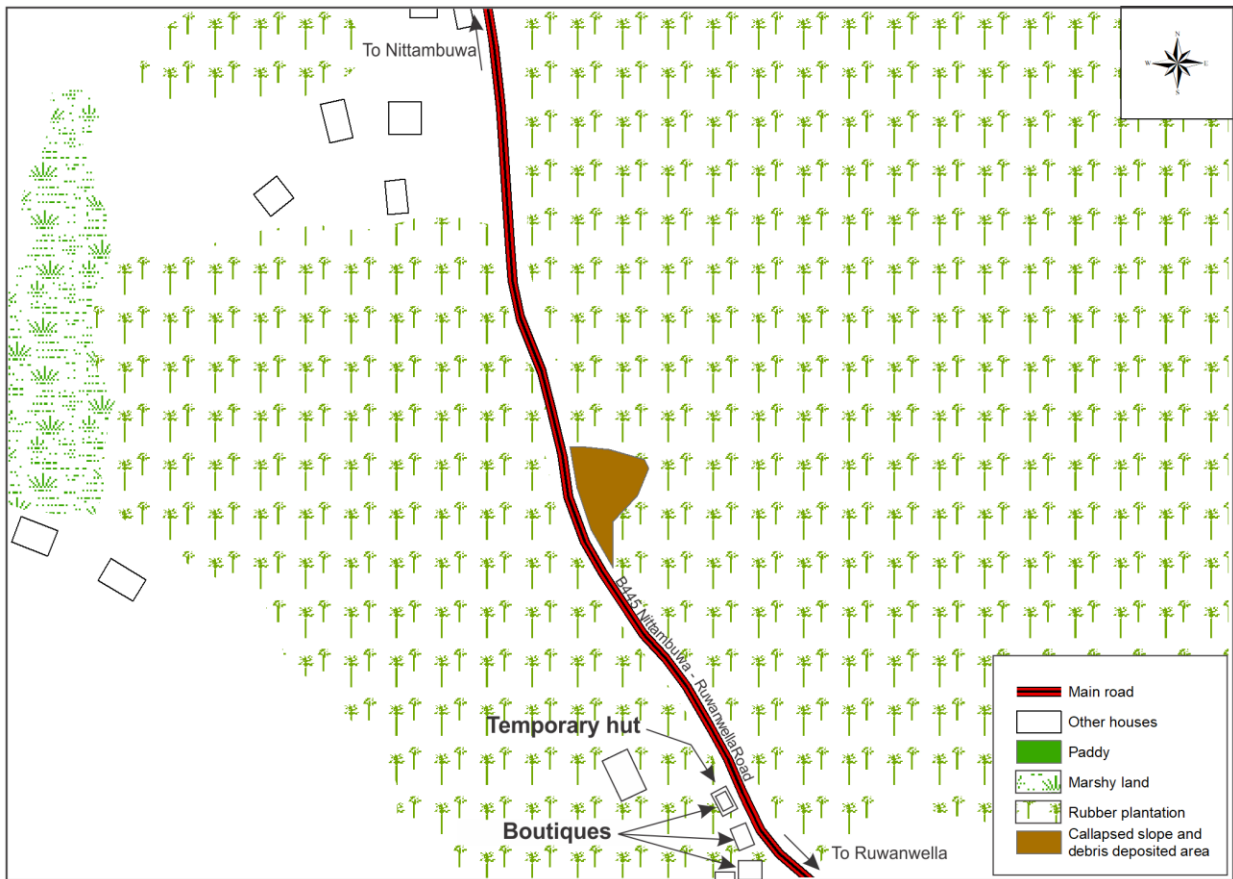 To Nittambuwa
N
W
E
S
B445 Nittambuwa - RuwanwellaRoad
Temporary hut
Boutiques
To Ruwanwella
Main road
Other houses
Paddy
Marshy land
Rubber plantation
Callapsed slope and
debris deposited area